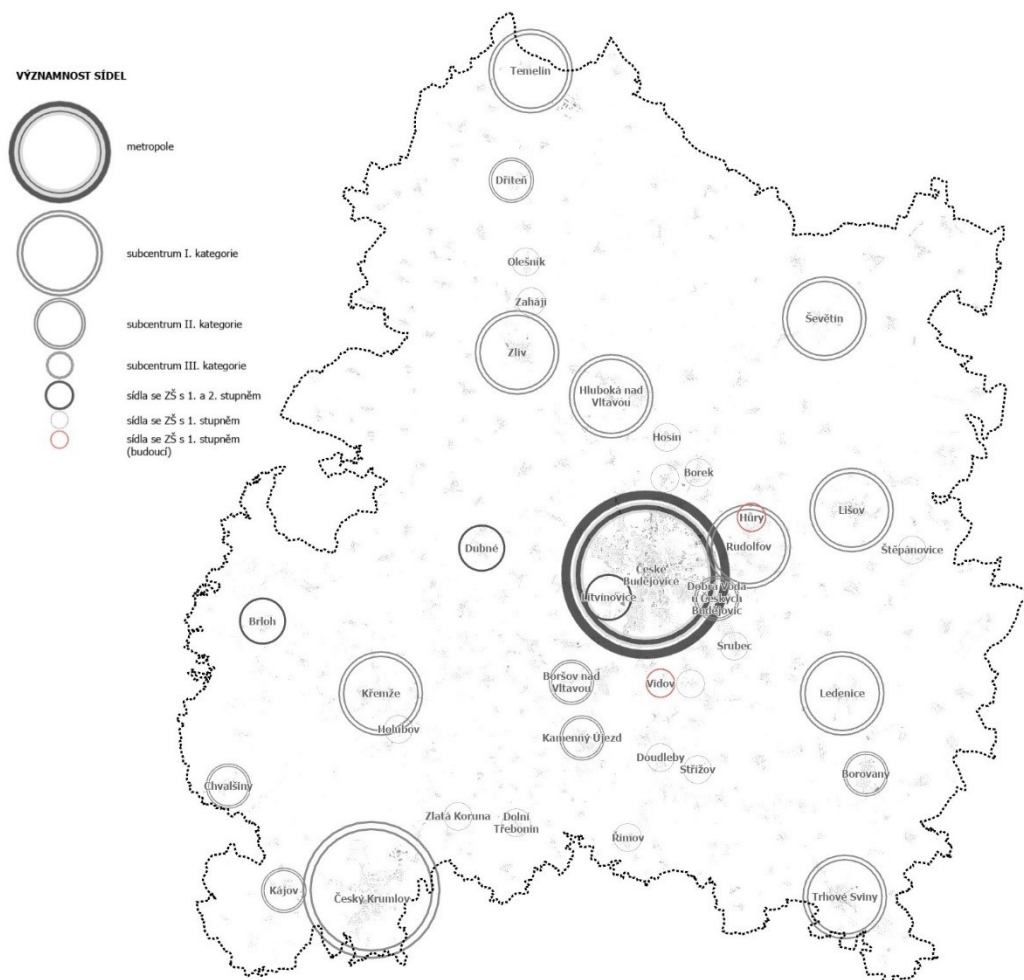 VÝZNAMNOST SÍDEL
metropole
subcentrum I. kategorie
subcentrum II. kategorie
subcentrum III. kategorie
sídla se ZŠ s 1. a 2. stupněm
sídla se ZŠ s 1. stupněm
sídla se ZŠ s 1. stupněm
(budoucí)
Temelín
Dříteň
Olešník
Zahájí
Ševětín
Zliv
Hluboká nad
Vltavou
Hosín
Borek
Lišov
Hůry
Rudolfov
Štěpánovice
Dubné
České
Budějovice
Dobrá Voda
u Českých
Budějovic
Litvínovice
Brloh
Srubec
Boršov nad
Vltavou
Vidov
Křemže
Ledenice
Holubov
Kamenný Újezd
Doudleby
Střížov
Borovany
Chvalšiny
Zlatá Koruna
Dolní
Třebonín
Římov
Kájov
Český Krumlov
Trhové Sviny